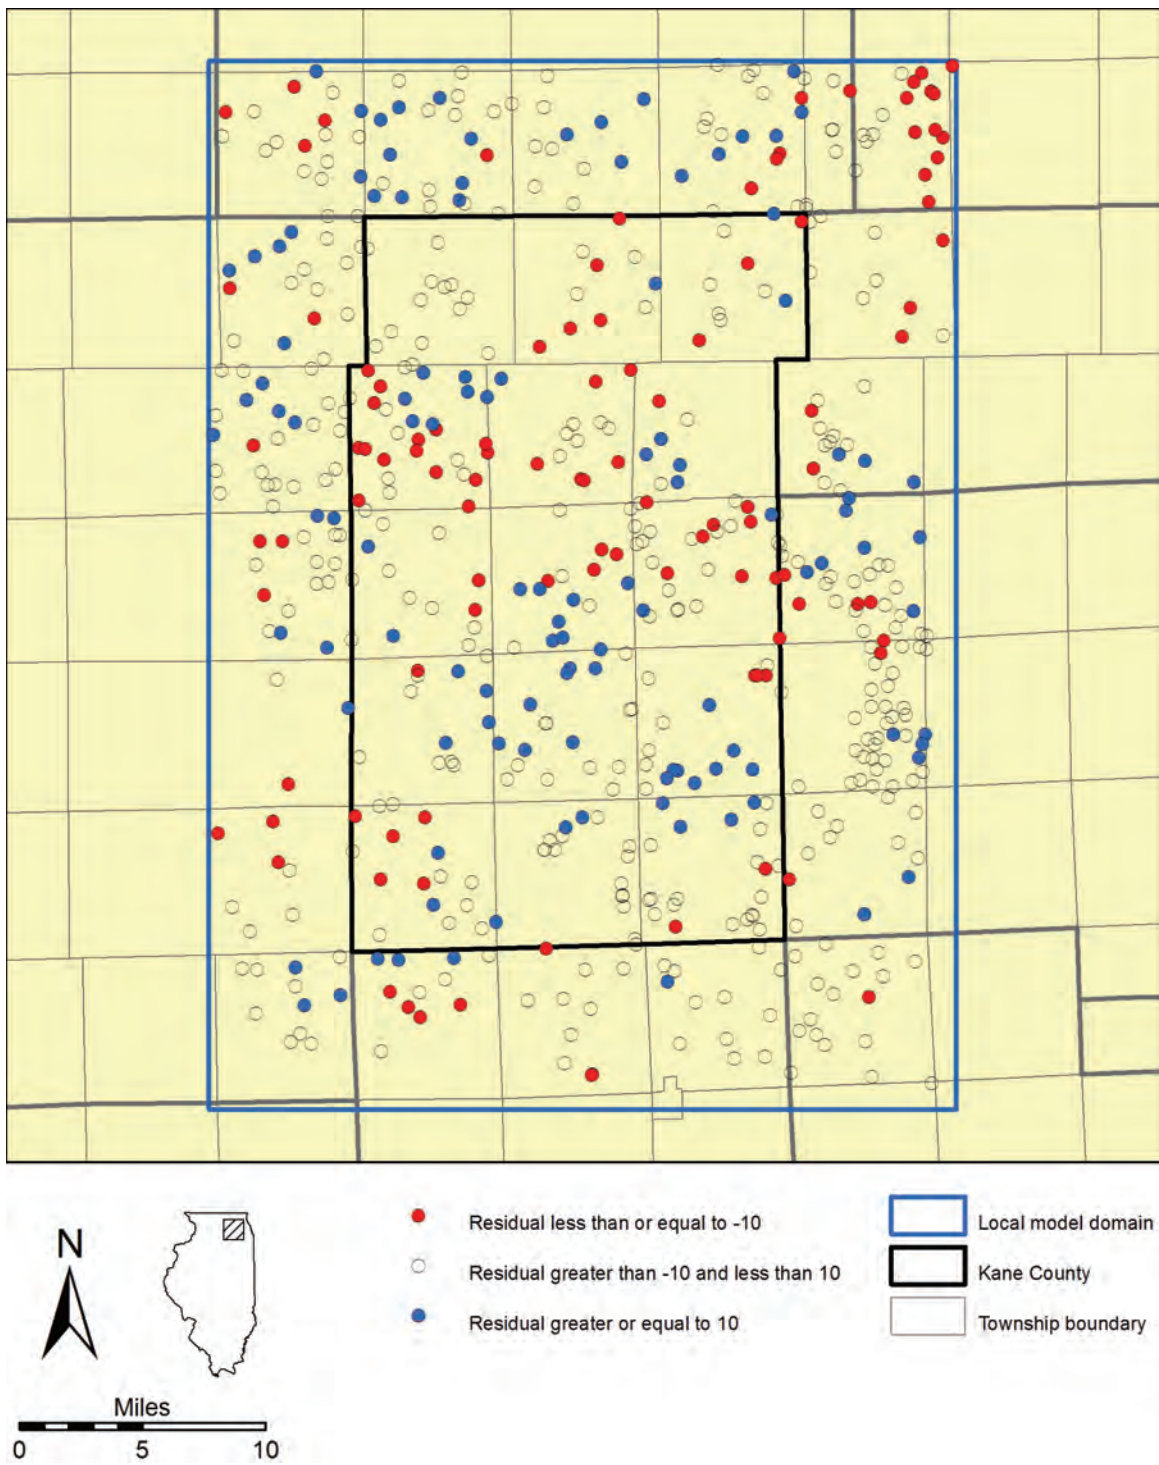 N
Miles
0 5 10
Residual less than or equal to -10
Residual greater than -10 and less than 10
Residual greater or equal to 10
Local model domain
Kane County
Township boundary